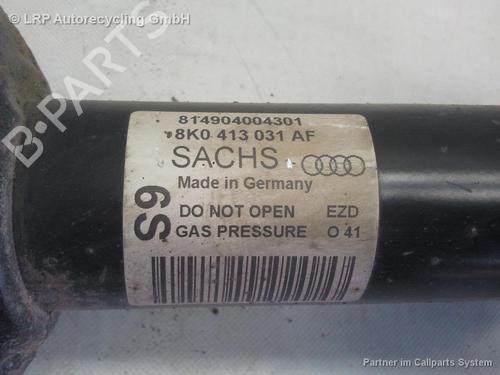 © LRP Autorecycling GmbH
814904004301
8K0 413 031 AF
SACHS
Made in Germany
S9
DO NOT OPEN EZD
GAS PRESSURE O 41
Partner im Callparts System